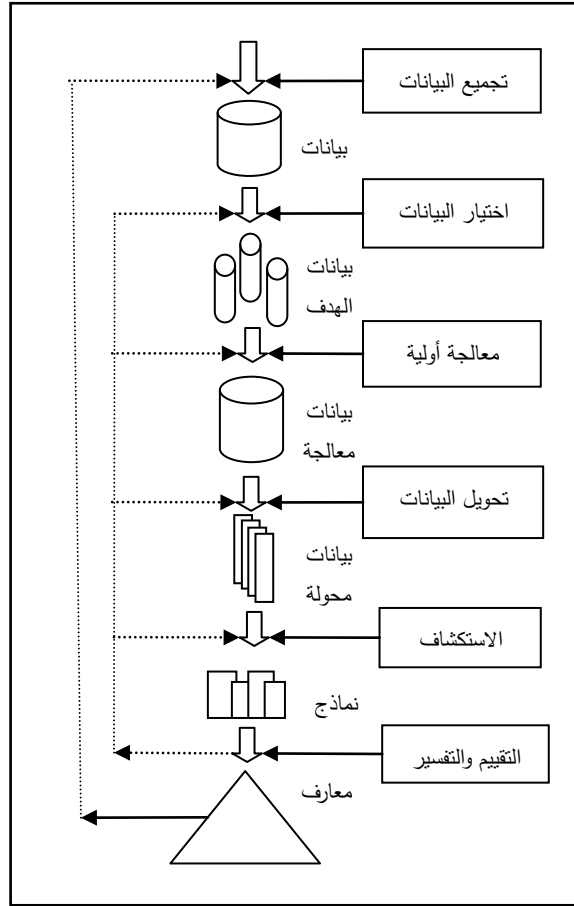 تجميع البيانات
بيانات
اختيار البيانات
بيانات
الهدف
معالجة أولية
بيانات
معالجة
تحويل البيانات
بيانات
محولة
الاستكشاف
نماذج
التقييم والتفسير
معارف